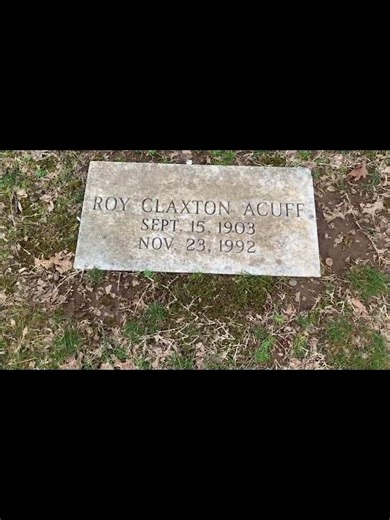 ROY CLAXTON ACUFF
SEPT. 15, 1903
NOV. 23, 1992